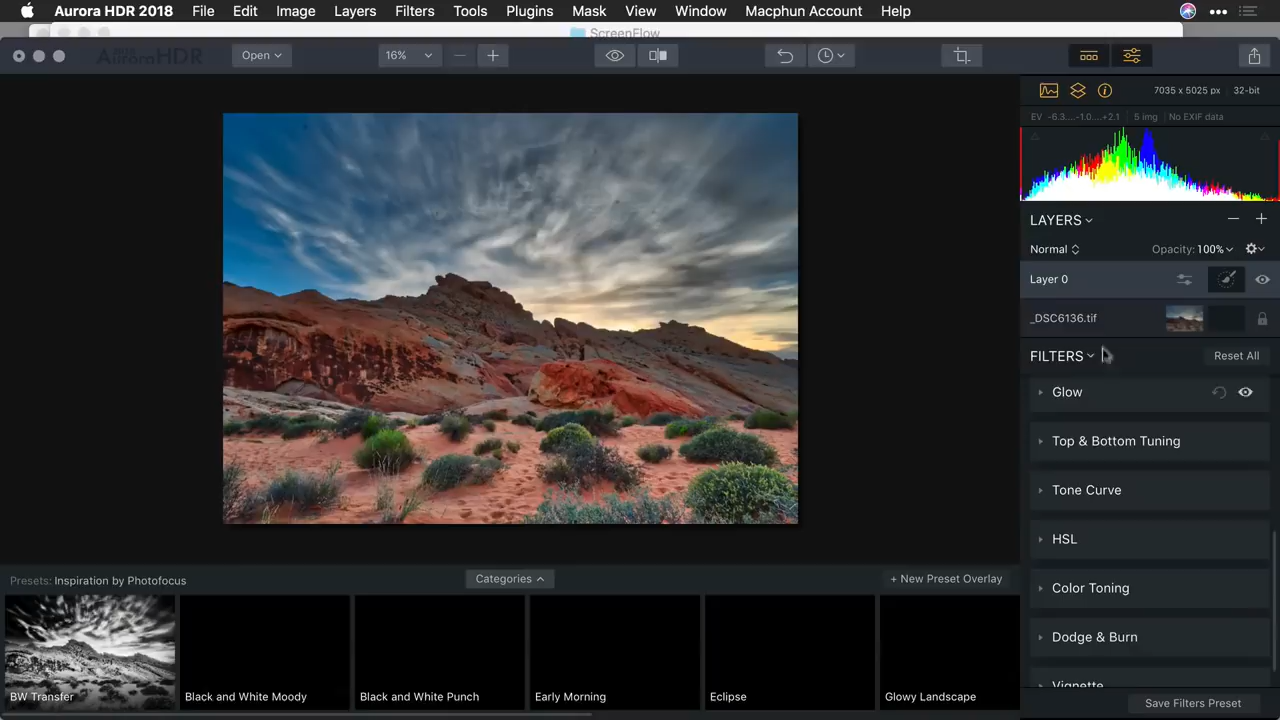 Aurora HDR 2018 File Edit Image Layers Filters Tools Plugins Mask View Window Macphun Account Help
ScreenFlow
AuroraHDR Open 16%
7035 x 5025 px 32-bit
EV -6.3....-1.0....+2.1 5 img No EXIF data
LAYERS
Normal Opacity: 100%
Layer 0
_DSC6136.tif
FILTERS Reset All
Glow
Top & Bottom Tuning
Tone Curve
HSL
Color Toning
Dodge & Burn
Vignette
Save Filters Preset
Presets: Inspiration by Photofocus Categories + New Preset Overlay
BW Transfer
Black and White Moody
Black and White Punch
Early Morning
Eclipse
Glowy Landscape